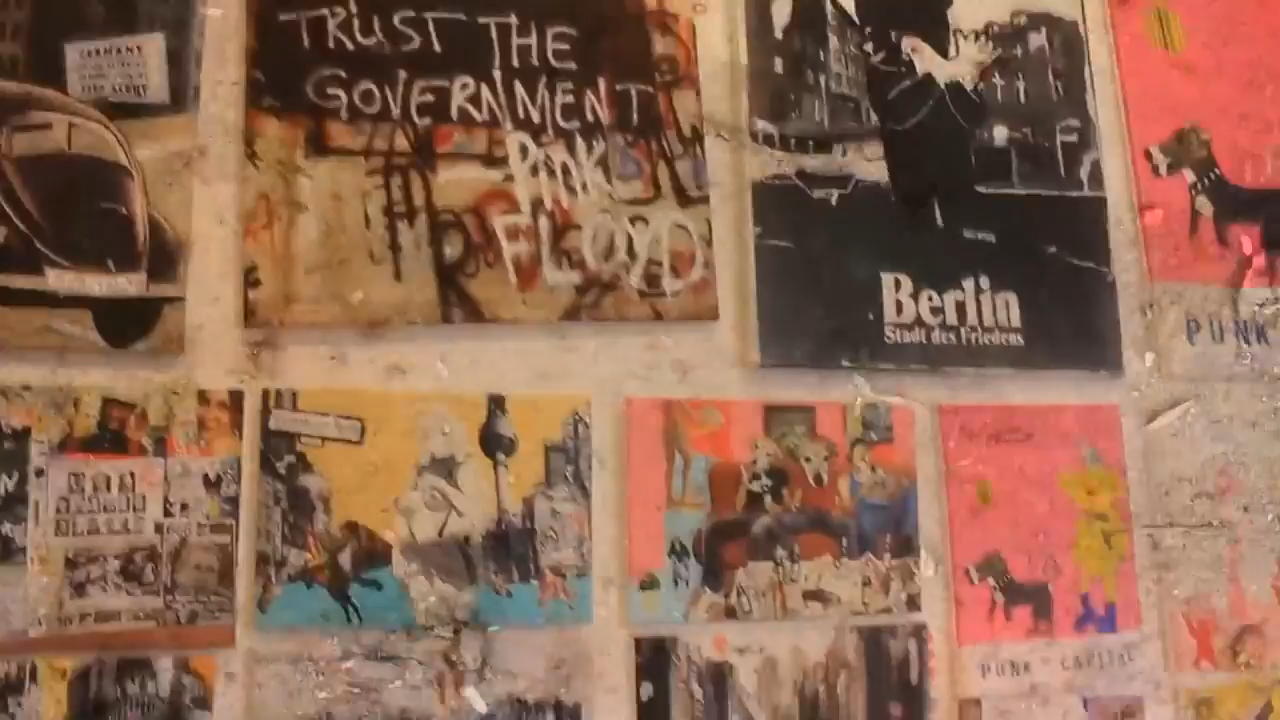 GERMANY
TRUST THE
GOVERNMENT
PINK
FLOYD
Berlin
Stadt des Friedens
PUNK
PUNK - CAPITAL